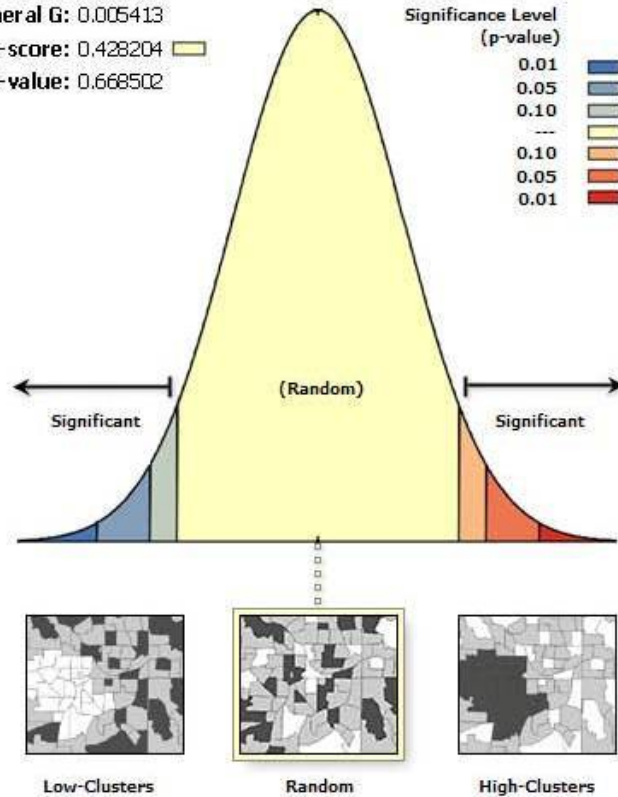 neral G: 0.005413
-score: 0.428204
-value: 0.668502
Significance Level
(p-value)
0.01
0.05
0.10
---
0.10
0.05
0.01
(Random)
Significant
Significant
Low-Clusters
Random
High-Clusters